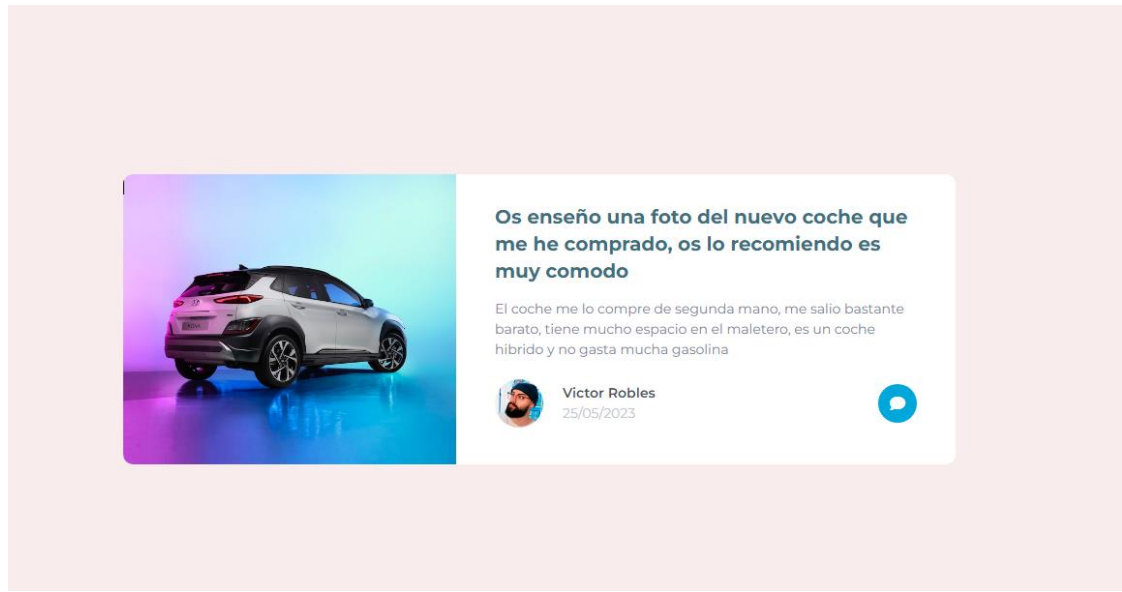 Os enseño una foto del nuevo coche que
me he comprado, os lo recomiendo es
muy comodo
El coche me lo compre de segunda mano, me salio bastante
barato, tiene mucho espacio en el maletero, es un coche
hibrido y no gasta mucha gasolina
Victor Robles
25/05/2023